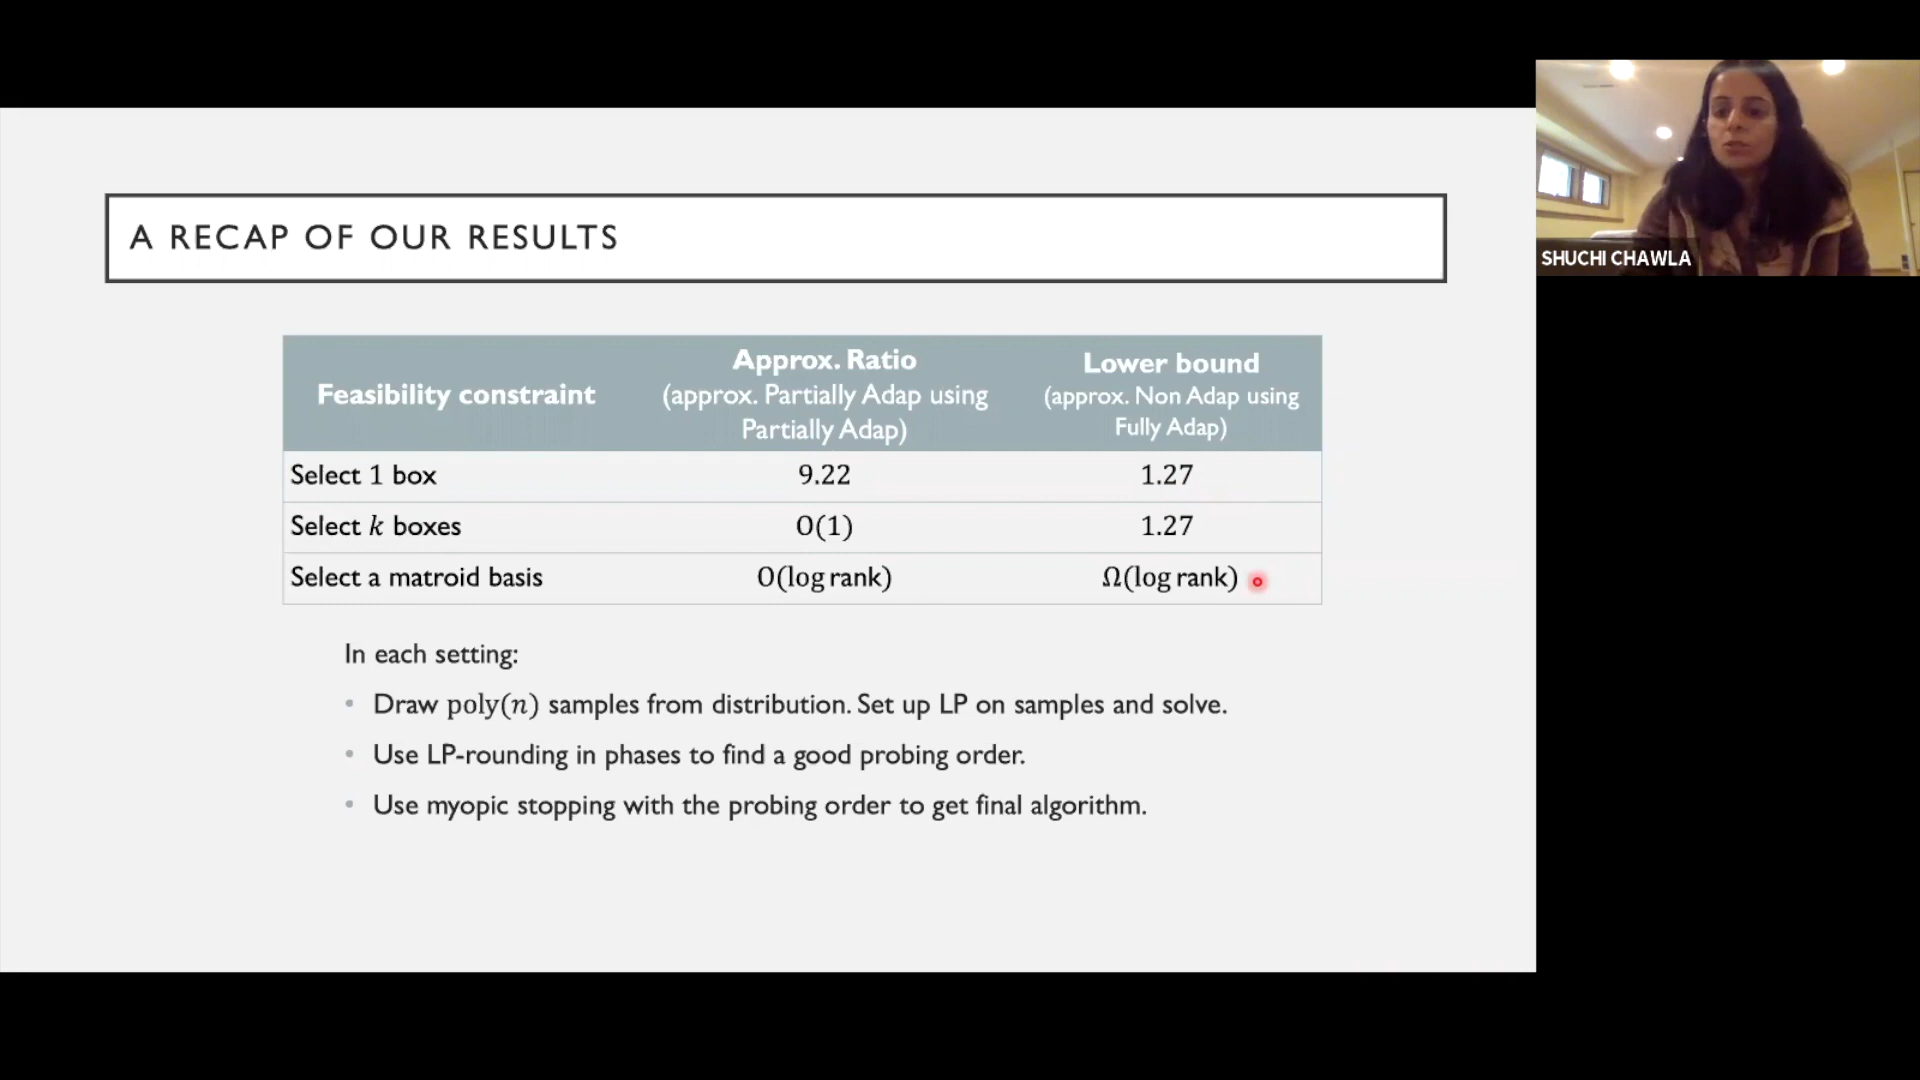 A RECAP OF OUR RESULTS
SHUCHI CHAWLA
Feasibility constraint
Approx. Ratio
(approx. Partially Adap using
Partially Adap)
Lower bound
(approx. Non Adap using
Fully Adap)
Select 1 box 9.22 1.27
Select k boxes O(1) 1.27
Select a matroid basis O(log rank) Ω(log rank)
In each setting:
• Draw poly(n) samples from distribution. Set up LP on samples and solve.
• Use LP-rounding in phases to find a good probing order.
• Use myopic stopping with the probing order to get final algorithm.